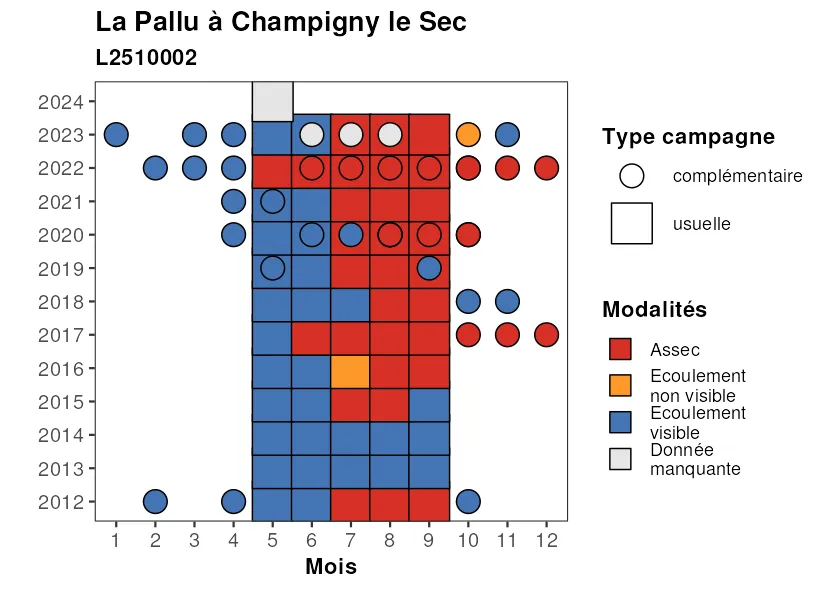 La Pallu à Champigny le Sec
L2510002
2024
2023
2022
2021
2020
2019
2018
2017
2016
2015
2014
2013
2012
1 2 3 4 5 6 7 8 9 10 11 12
Mois
Type campagne
complémentaire
usuelle
Modalités
Assec
Ecoulement
non visible
Ecoulement
visible
Donnée
manquante